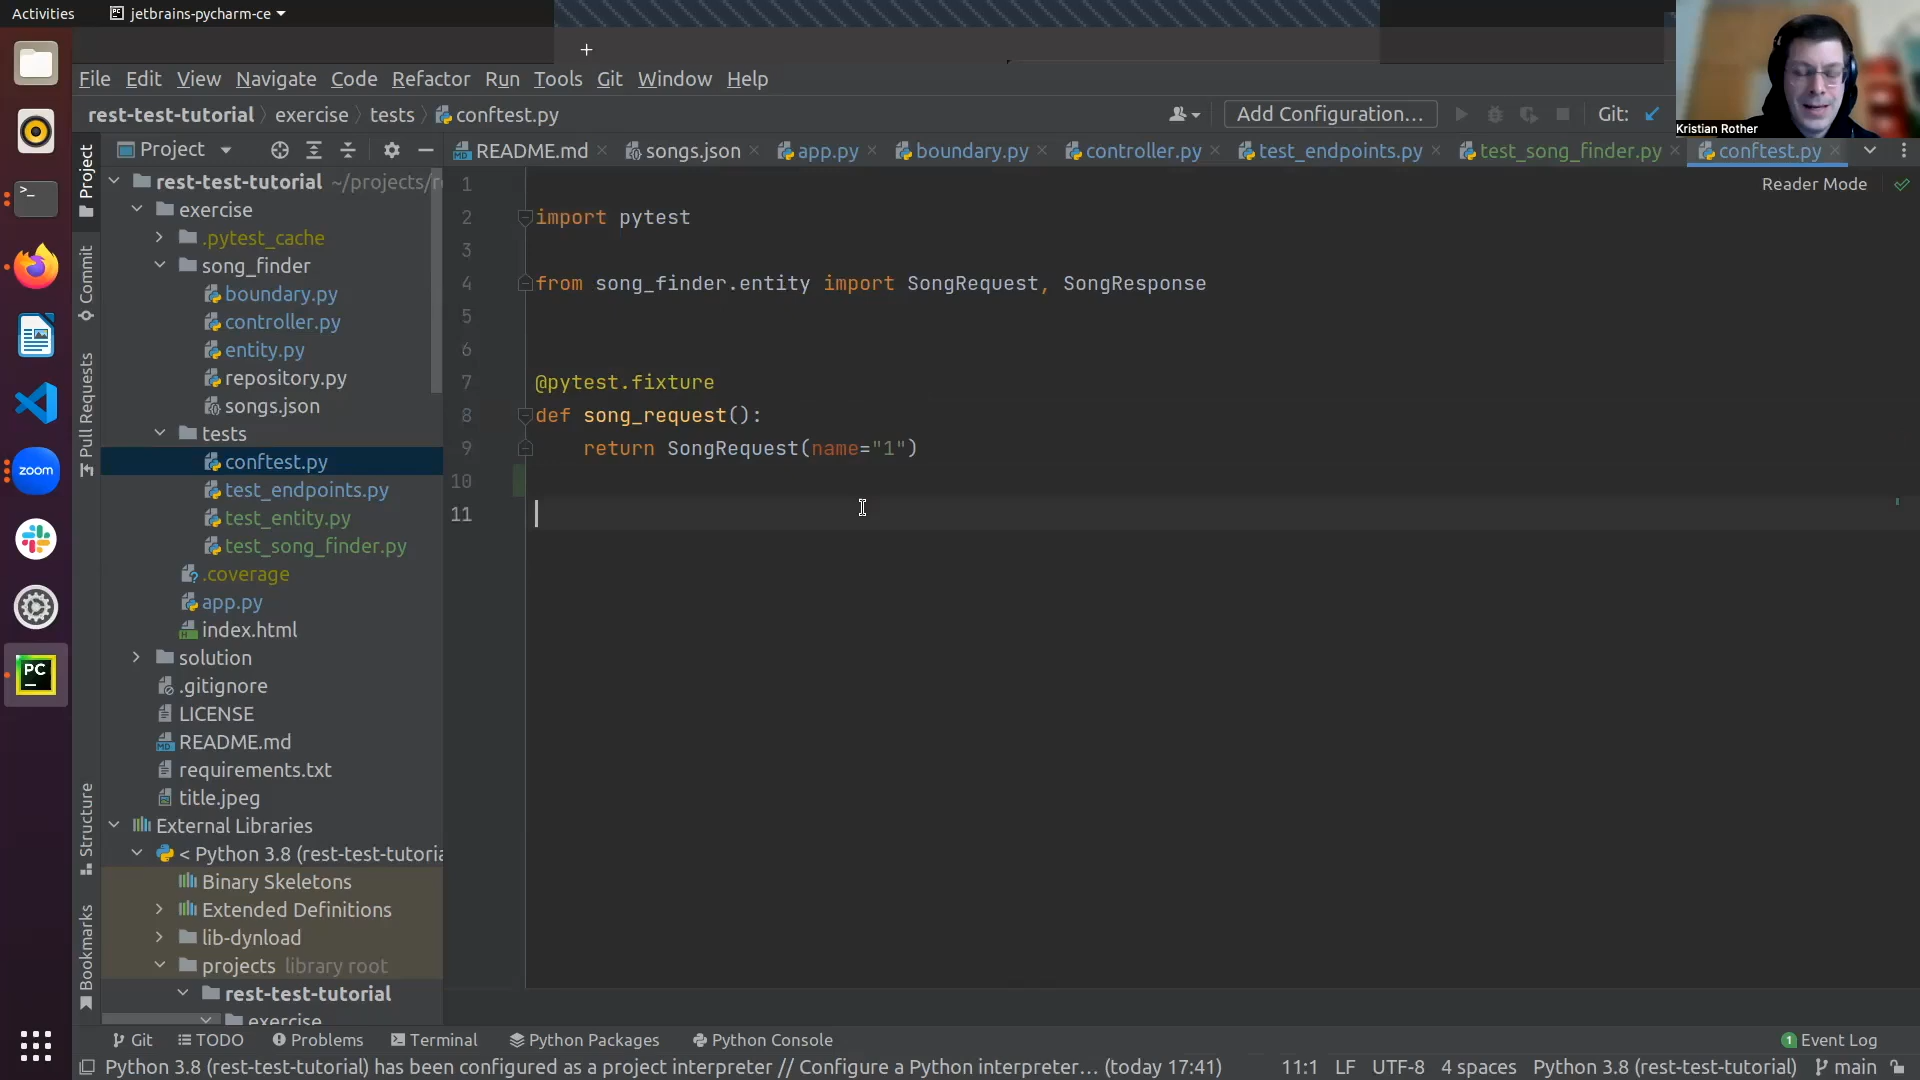 Activities
jetbrains-pycharm-ce
Kristian Rother
File Edit View Navigate Code Refactor Run Tools Git Window Help
rest-test-tutorial exercise tests conftest.py
Add Configuration...
Git:
Project
README.md songs.json app.py boundary.py controller.py test_endpoints.py test_song_finder.py conftest.py
Reader Mode
Project
Commit
Pull Requests
Structure
Bookmarks
rest-test-tutorial
exercise
.pytest_cache
song_finder
boundary.py
controller.py
entity.py
repository.py
songs.json
tests
conftest.py
test_endpoints.py
test_entity.py
test_song_finder.py
.coverage
app.py
index.html
solution
.gitignore
LICENSE
README.md
requirements.txt
title.jpeg
External Libraries
< Python 3.8 (rest-test-tutoria
Binary Skeletons
Extended Definitions
lib-dynload
projects library root
rest-test-tutorial
exercise
1
2 import pytest
3
4 from song_finder.entity import SongRequest, SongResponse
5
6
7 @pytest.fixture
8 def song_request():
9 return SongRequest(name="1")
10
11
zoom
PC
Git TODO Problems Terminal Python Packages Python Console
1 Event Log
Python 3.8 (rest-test-tutorial) has been configured as a project interpreter // Configure a Python interpreter... (today 17:41)
11:1 LF UTF-8 4 spaces Python 3.8 (rest-test-tutorial) main